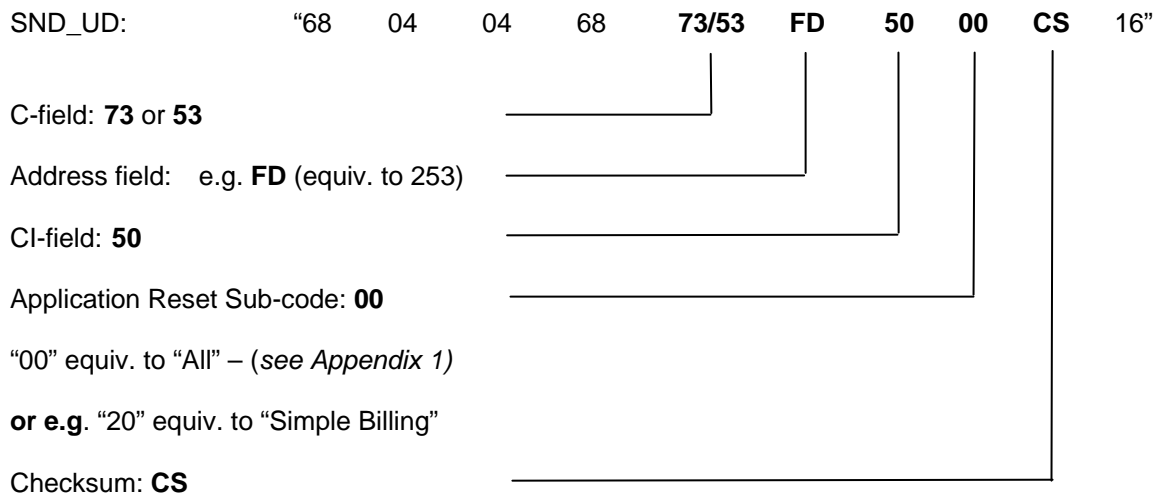 SND_UD: “68 04 04 68 73/53 FD 50 00 CS 16”
C-field: 73 or 53
Address field: e.g. FD (equiv. to 253)
CI-field: 50
Application Reset Sub-code: 00
“00” equiv. to “All” – (see Appendix 1)
or e.g. “20” equiv. to “Simple Billing”
Checksum: CS